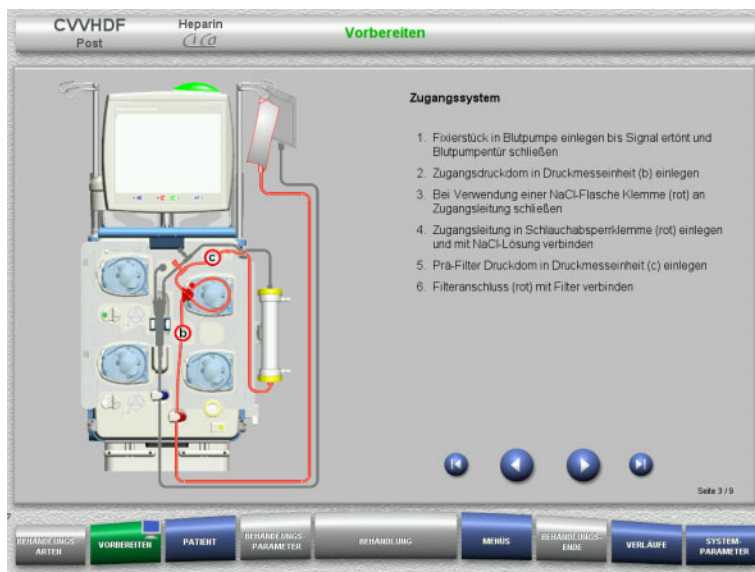 CVVHDF
Post
Heparin
CiCa
Vorbereiten
Zugangssystem
1. Fixierstück in Blutpumpe einlegen bis Signal ertönt und
Blutpumpentür schließen
2. Zugangsdruckdom in Druckmesseinheit (b) einlegen
3. Bei Verwendung einer NaCl-Flasche Klemme (rot) an
Zugangsleitung schließen
4. Zugangsleitung in Schlauchabsperrklemme (rot) einlegen
und mit NaCl-Lösung verbinden
5. Prä-Filter Druckdom in Druckmesseinheit (c) einlegen
6. Filteranschluss (rot) mit Filter verbinden
c
b
Seite 3 / 9
BEHANDLUNGS-
ARTEN
VORBEREITEN
PATIENT
BEHANDLUNGS-
PARAMETER
BEHANDLUNG
MENÜS
BEHANDLUNGS-
ENDE
VERLÄUFE
SYSTEM-
PARAMETER